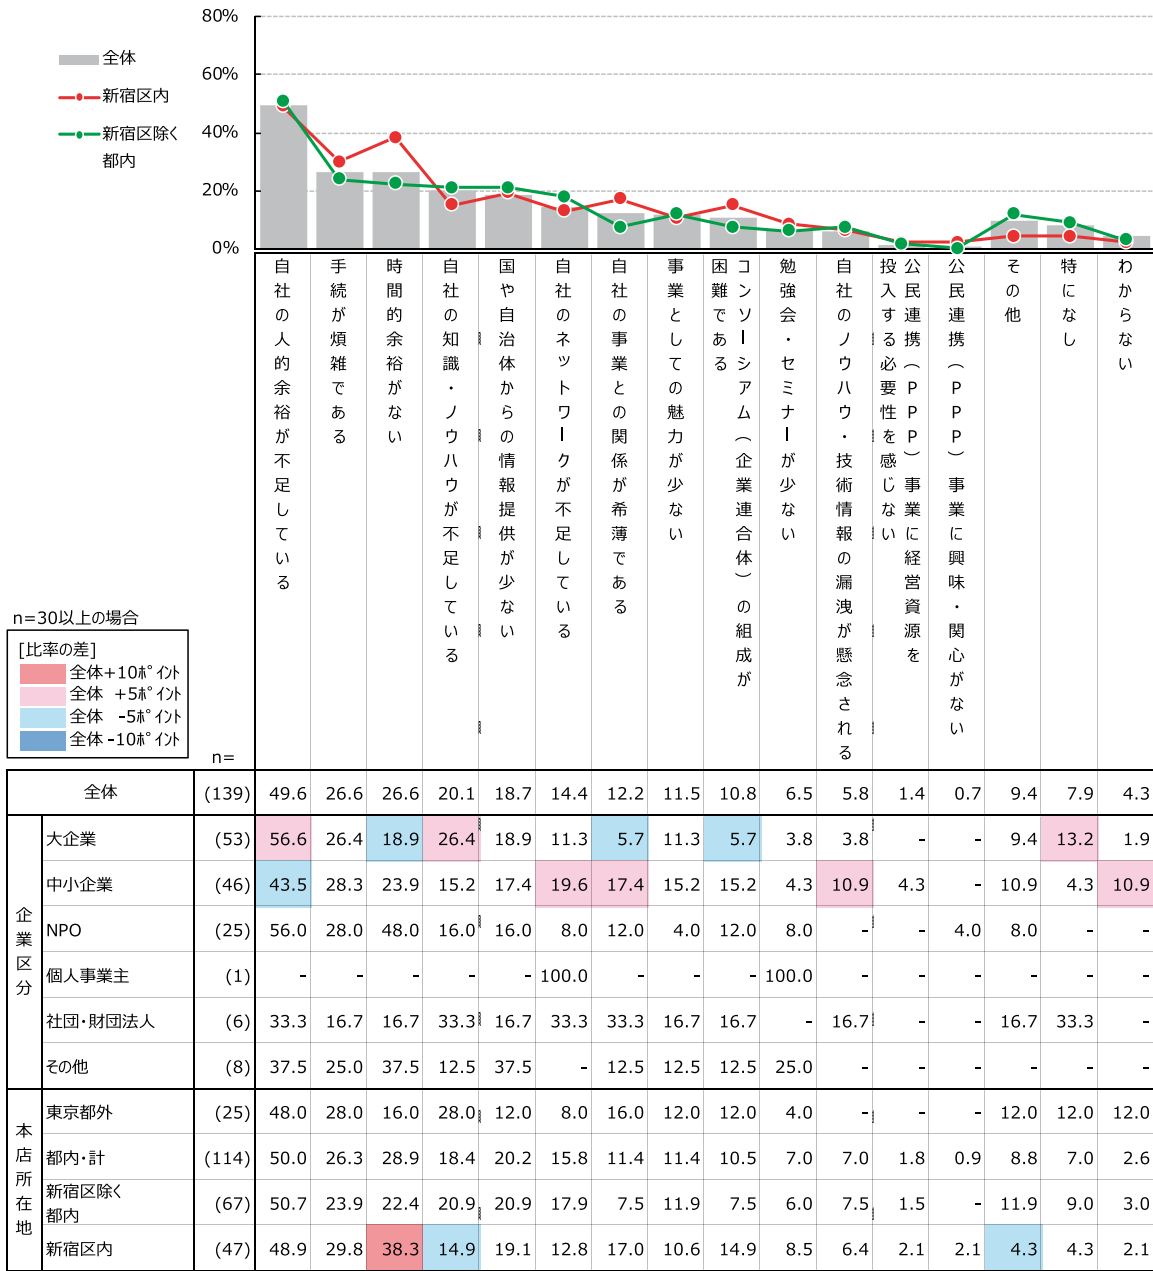 80%
60%
40%
20%
0%
全体
新宿区内
新宿区除く
都内
自社の人的余裕が不足している
手続が煩雑である
時間的余裕がない
自社の知識・ノウハウが不足している
国や自治体からの情報提供が少ない
自社のネットワークが不足している
自社の事業との関係が希薄である
事業としての魅力が少ない
コンソーシアム（企業連合体）の組成が
困難である
勉強会・セミナーが少ない
自社のノウハウ・技術情報の漏洩が懸念される
公民連携（ＰＰＰ）事業に経営資源を
投入する必要性を感じない
公民連携（ＰＰＰ）事業に興味・関心がない
その他
特になし
わからない
n=30以上の場合
[比率の差]
全体+10ﾎﾟｲﾝﾄ
全体 +5ﾎﾟｲﾝﾄ
全体 -5ﾎﾟｲﾝﾄ
全体-10ﾎﾟｲﾝﾄ
n=
全体 (139) 49.6 26.6 26.6 20.1 18.7 14.4 12.2 11.5 10.8 6.5 5.8 1.4 0.7 9.4 7.9 4.3
企業区分
大企業 (53) 56.6 26.4 18.9 26.4 18.9 11.3 5.7 11.3 5.7 3.8 3.8 - - 9.4 13.2 1.9
中小企業 (46) 43.5 28.3 23.9 15.2 17.4 19.6 17.4 15.2 15.2 4.3 10.9 4.3 - 10.9 4.3 10.9
NPO (25) 56.0 28.0 48.0 16.0 16.0 8.0 12.0 4.0 12.0 8.0 - - 4.0 8.0 - -
個人事業主 (1) - - - - - 100.0 - - - 100.0 - - - - - -
社団・財団法人 (6) 33.3 16.7 16.7 33.3 16.7 33.3 33.3 16.7 16.7 - 16.7 - - 16.7 33.3 -
その他 (8) 37.5 25.0 37.5 12.5 37.5 - 12.5 12.5 12.5 25.0 - - - - - -
本店所在地
東京都外 (25) 48.0 28.0 16.0 28.0 12.0 8.0 16.0 12.0 12.0 4.0 - - - 12.0 12.0 12.0
都内・計 (114) 50.0 26.3 28.9 18.4 20.2 15.8 11.4 11.4 10.5 7.0 7.0 1.8 0.9 8.8 7.0 2.6
新宿区除く
都内 (67) 50.7 23.9 22.4 20.9 20.9 17.9 7.5 11.9 7.5 6.0 7.5 1.5 - 11.9 9.0 3.0
新宿区内 (47) 48.9 29.8 38.3 14.9 19.1 12.8 17.0 10.6 14.9 8.5 6.4 2.1 2.1 4.3 4.3 2.1